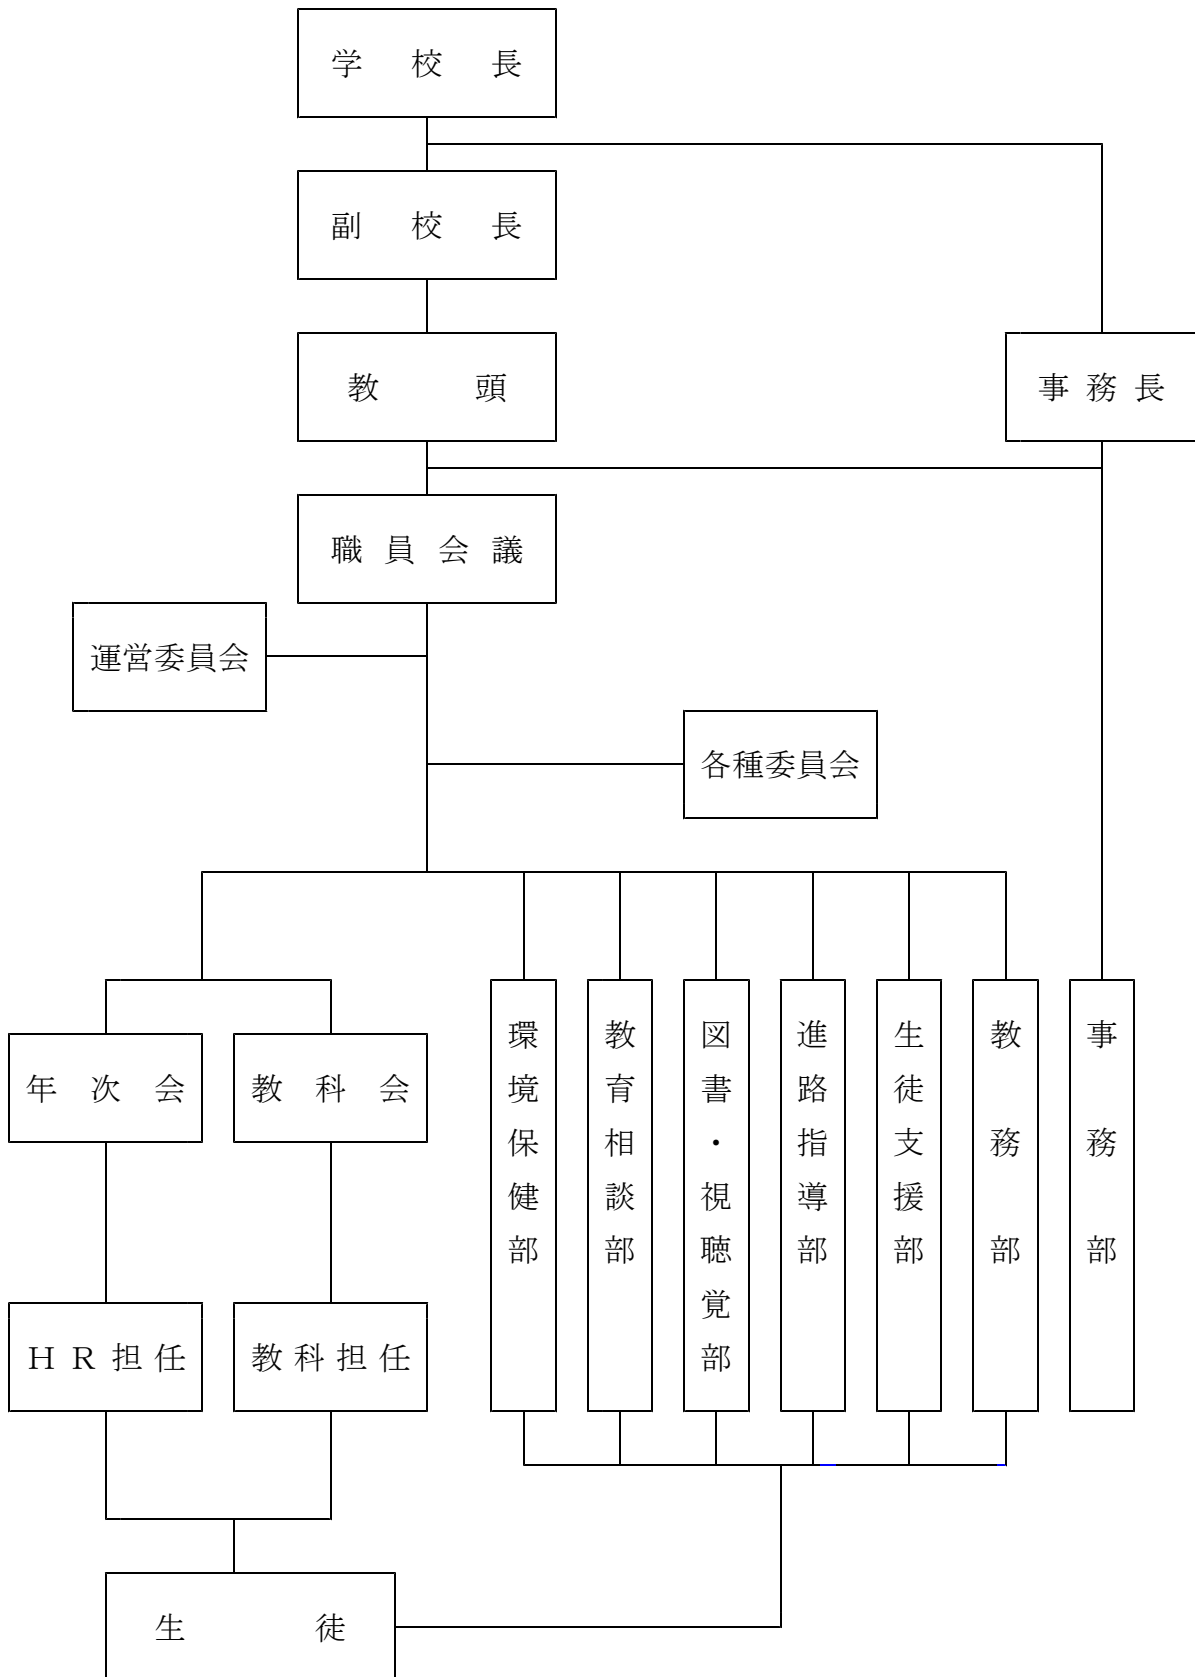 学校長
副校長
教頭
事務長
職員会議
運営委員会
各種委員会
年次会
教科会
HR担任
教科担任
環境保健部
教育相談部
図書・視聴覚部
進路指導部
生徒支援部
教務部
事務部
生徒